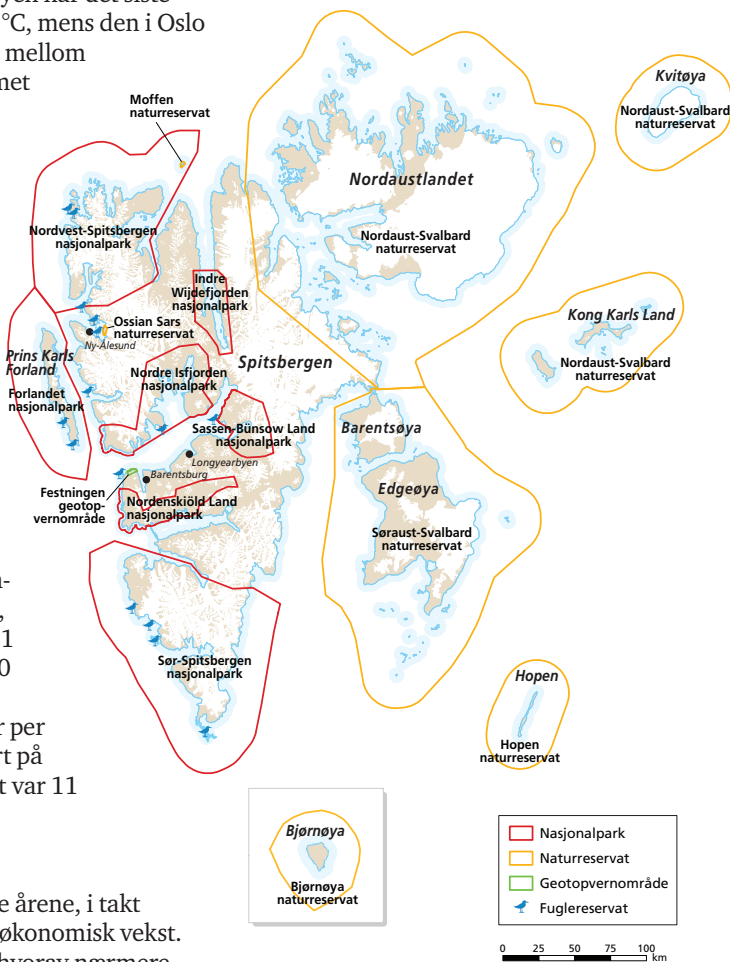 °C, mens den i Oslo
mellom
Moffen
naturreservat
Kvitøya
Nordaust-Svalbard
naturreservat
Nordaustlandet
Nordvest-Spitsbergen
nasjonalpark
Nordaust-Svalbard
naturreservat
Indre
Wijdefjorden
nasjonalpark
Ossian Sars
naturreservat
Ny-Ålesund
Kong Karls Land
Nordaust-Svalbard
naturreservat
Prins Karls
Forland
Forlandet
nasjonalpark
Nordre Isfjorden
nasjonalpark
Spitsbergen
Sassen-Bünsow Land
nasjonalpark
Barentsøya
Longyearbyen
Barentsburg
Edgeøya
Festningen
geotop-
vernområde
Nordenskiöld Land
nasjonalpark
Søraust-Svalbard
naturreservat
n-
,
1
0
Sør-Spitsbergen
nasjonalpark
Hopen
Hopen
naturreservat
r per
rt på
t var 11
Bjørnøya
Bjørnøya
naturreservat
Nasjonalpark
Naturreservat
Geotopvernområde
Fuglereservat
e årene, i takt
økonomisk vekst.
0 25 50 75 100
km